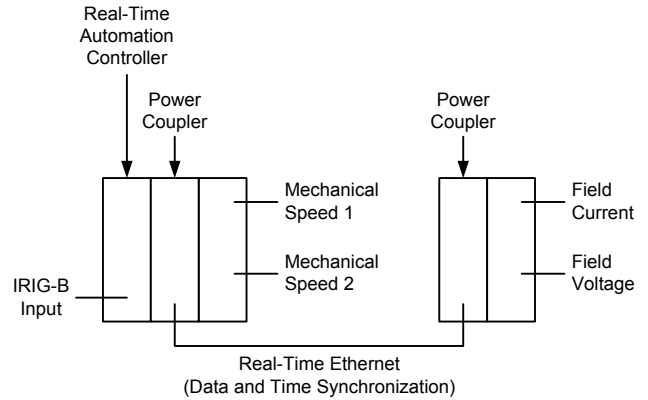 Real-Time
Automation
Controller
Power
Coupler
Power
Coupler
Mechanical
Speed 1
Mechanical
Speed 2
Field
Current
Field
Voltage
IRIG-B
Input
Real-Time Ethernet
(Data and Time Synchronization)